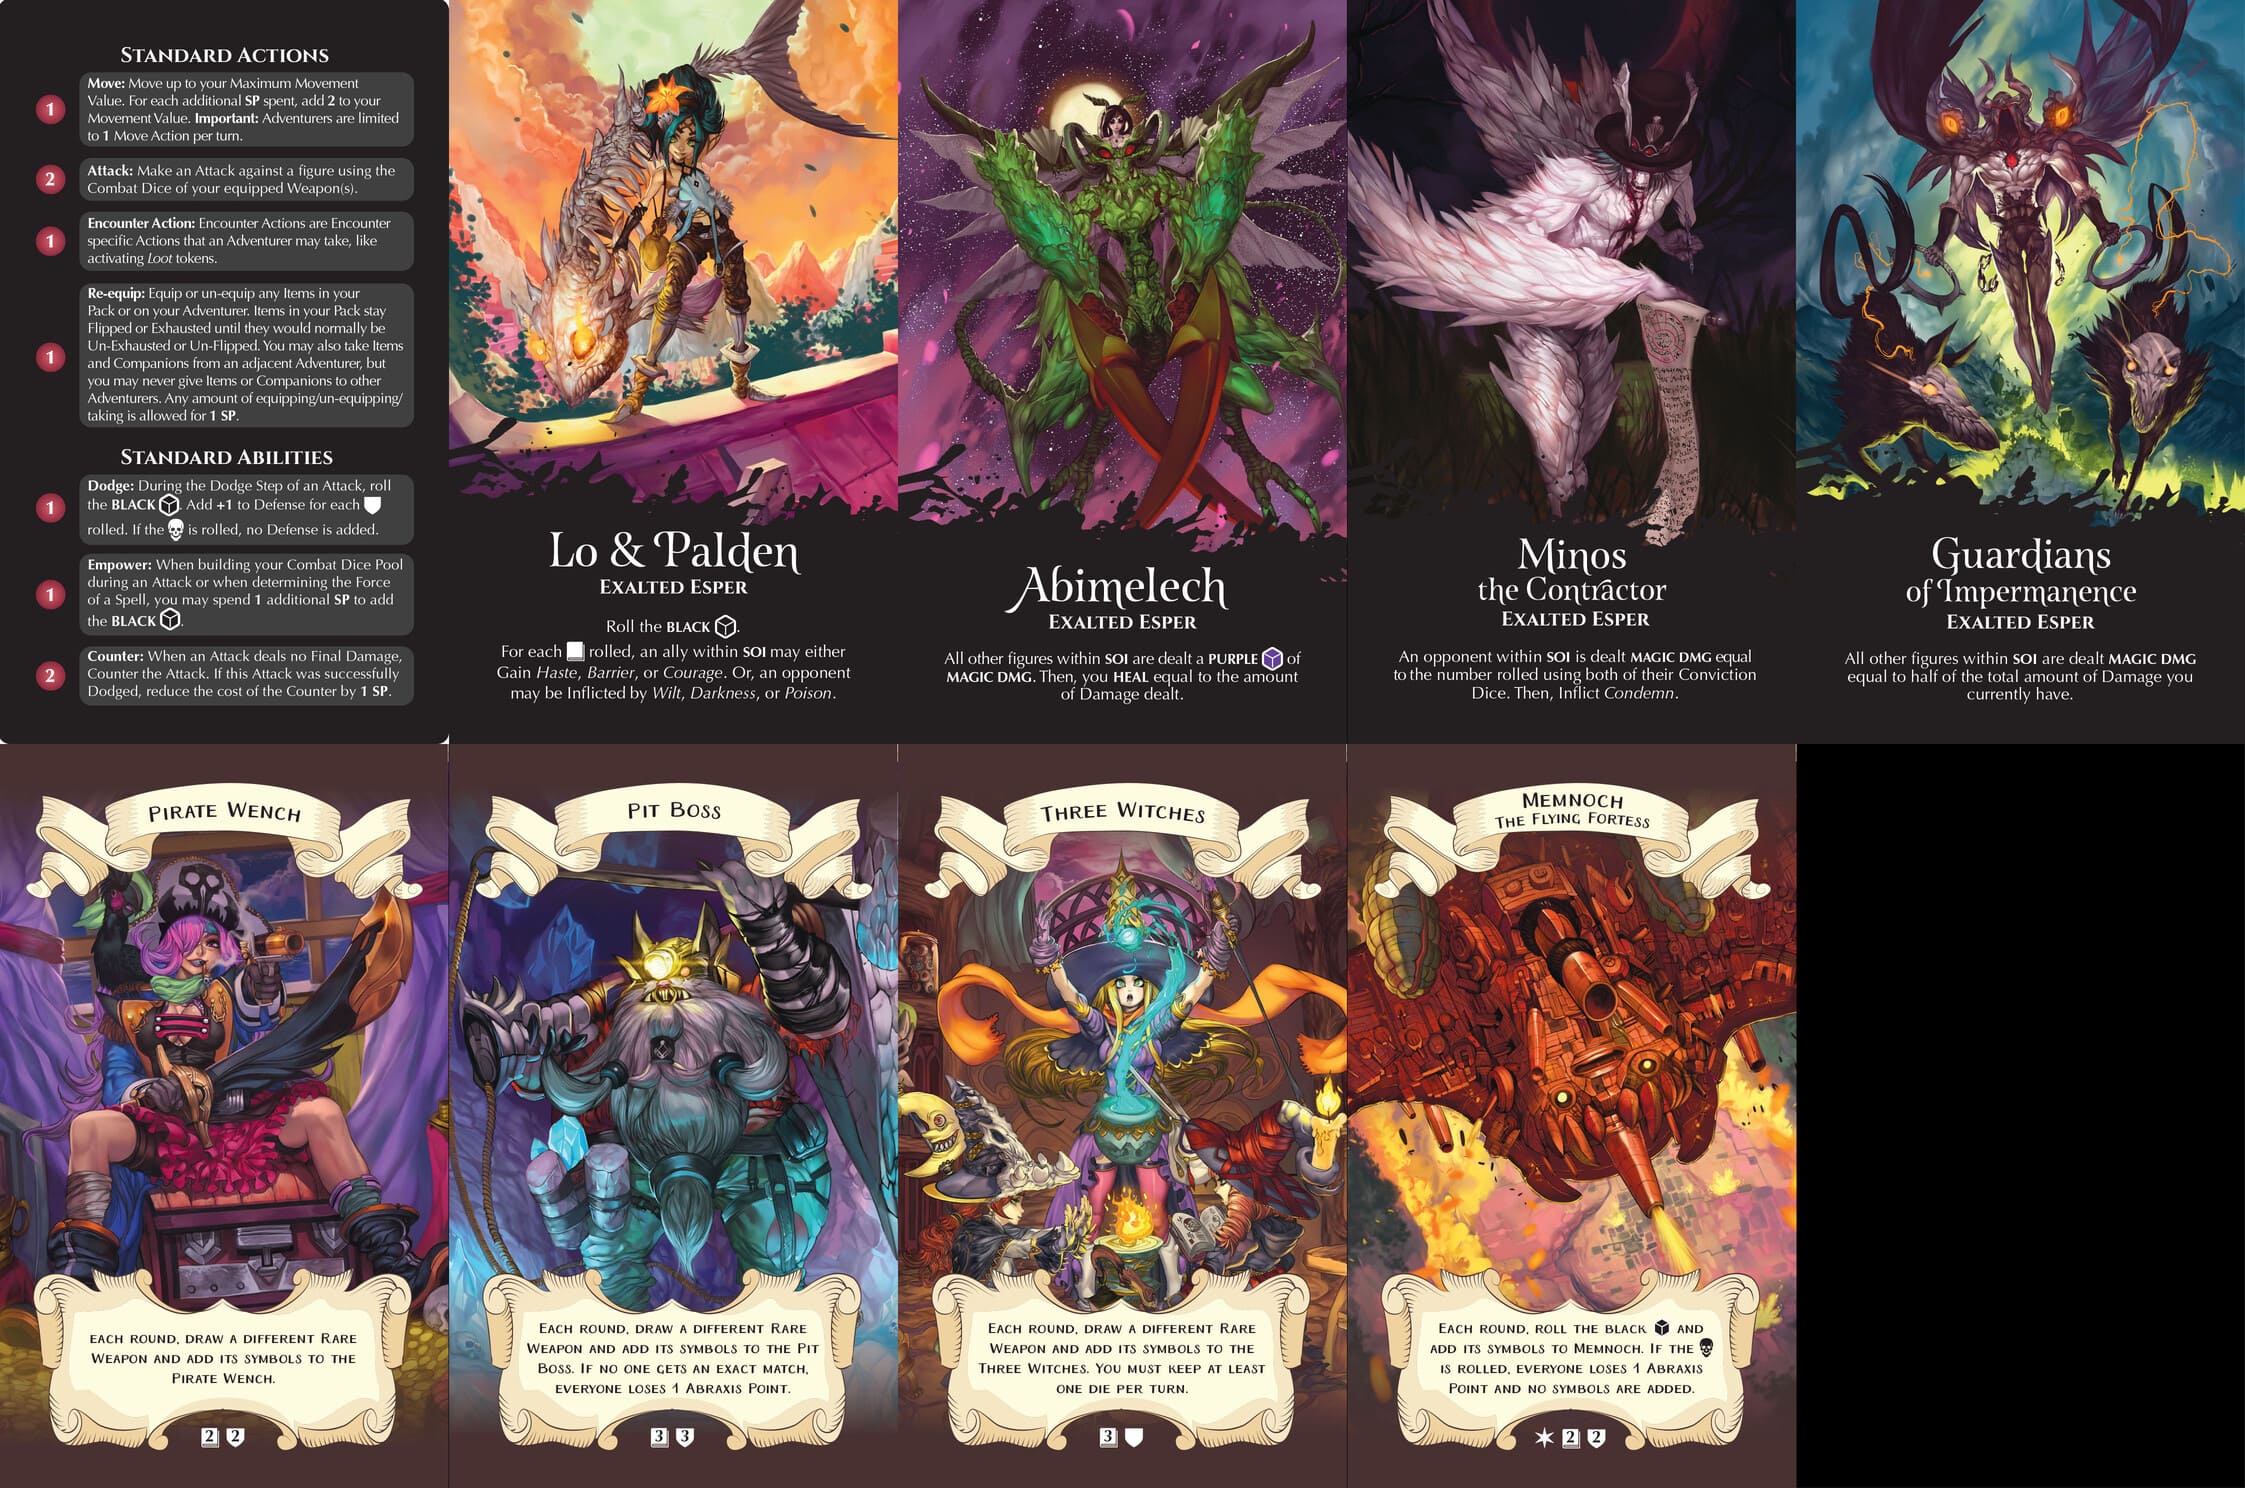 STANDARD ACTIONS
1
Move: Move up to your Maximum Movement
Value. For each additional SP spent, add 2 to your
Movement Value. Important: Adventurers are limited
to 1 Move Action per turn.
2
Attack: Make an Attack against a figure using the
Combat Dice of your equipped Weapon(s).
1
Encounter Action: Encounter Actions are Encounter
specific Actions that an Adventurer may take, like
activating Loot tokens.
1
Re-equip: Equip or un-equip any Items in your
Pack or on your Adventurer. Items in your Pack stay
Flipped or Exhausted until they would normally be
Un-Exhausted or Un-Flipped. You may also take Items
and Companions from an adjacent Adventurer, but
you may never give Items or Companions to other
Adventurers. Any amount of equipping/un-equipping/
taking is allowed for 1 SP.
STANDARD ABILITIES
1
Dodge: During the Dodge Step of an Attack, roll
the BLACK . Add +1 to Defense for each
rolled. If the is rolled, no Defense is added.
1
Empower: When building your Combat Dice Pool
during an Attack or when determining the Force
of a Spell, you may spend 1 additional SP to add
the BLACK .
2
Counter: When an Attack deals no Final Damage,
Counter the Attack. If this Attack was successfully
Dodged, reduce the cost of the Counter by 1 SP.
Lo & Palden
EXALTED ESPER
Roll the BLACK .
For each rolled, an ally within SOI may either
Gain Haste, Barrier, or Courage. Or, an opponent
may be Inflicted by Wilt, Darkness, or Poison.
Abimelech
EXALTED ESPER
All other figures within SOI are dealt a PURPLE of
MAGIC DMG. Then, you HEAL equal to the amount
of Damage dealt.
Minos
the Contractor
EXALTED ESPER
An opponent within SOI is dealt MAGIC DMG equal
to the number rolled using both of their Conviction
Dice. Then, Inflict Condemn.
Guardians
of Impermanence
EXALTED ESPER
All other figures within SOI are dealt MAGIC DMG
equal to half of the total amount of Damage you
currently have.
PIRATE WENCH
EACH ROUND, DRAW A DIFFERENT RARE
WEAPON AND ADD ITS SYMBOLS TO THE
PIRATE WENCH.
2 2
PIT BOSS
EACH ROUND, DRAW A DIFFERENT RARE
WEAPON AND ADD ITS SYMBOLS TO THE PIT
BOSS. IF NO ONE GETS AN EXACT MATCH,
EVERYONE LOSES 1 ABRAXIS POINT.
3 3
THREE WITCHES
EACH ROUND, DRAW A DIFFERENT RARE
WEAPON AND ADD ITS SYMBOLS TO THE
THREE WITCHES. YOU MUST KEEP AT LEAST
ONE DIE PER TURN.
3
MEMNOCH
THE FLYING FORTESS
EACH ROUND, ROLL THE BLACK AND
ADD ITS SYMBOLS TO MEMNOCH. IF THE
IS ROLLED, EVERYONE LOSES 1 ABRAXIS
POINT AND NO SYMBOLS ARE ADDED.
2 2